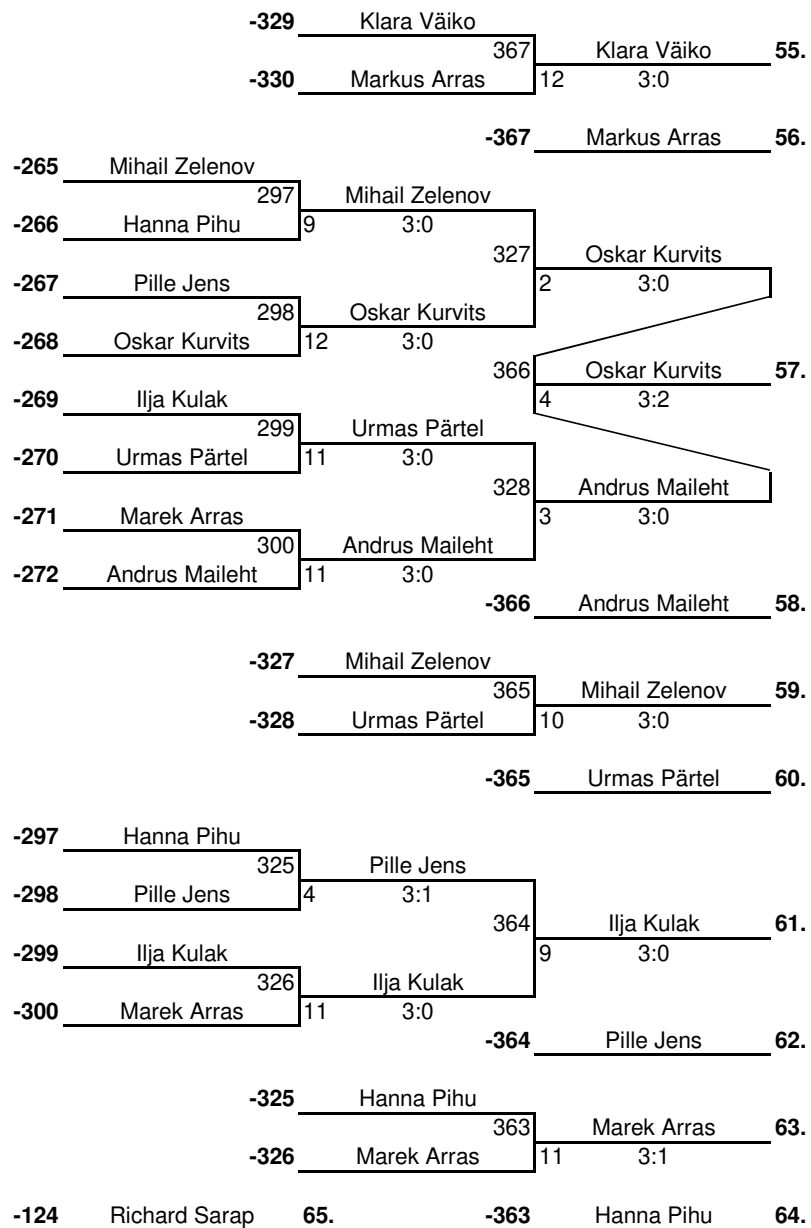 -329 Klara Väiko
367 Klara Väiko 55.
-330 Markus Arras 12 3:0
-367 Markus Arras 56.
-265 Mihail Zelenov
297 Mihail Zelenov
-266 Hanna Pihu 9 3:0
327 Oskar Kurvits
-267 Pille Jens 2 3:0
298 Oskar Kurvits
-268 Oskar Kurvits 12 3:0
366 Oskar Kurvits 57.
-269 Ilja Kulak 4 3:2
299 Urmas Pärtel
-270 Urmas Pärtel 11 3:0
328 Andrus Maileht
-271 Marek Arras 3 3:0
300 Andrus Maileht
-272 Andrus Maileht 11 3:0
-366 Andrus Maileht 58.
-327 Mihail Zelenov
365 Mihail Zelenov 59.
-328 Urmas Pärtel 10 3:0
-365 Urmas Pärtel 60.
-297 Hanna Pihu
325 Pille Jens
-298 Pille Jens 4 3:1
364 Ilja Kulak 61.
-299 Ilja Kulak 9 3:0
326 Ilja Kulak
-300 Marek Arras 11 3:0
-364 Pille Jens 62.
-325 Hanna Pihu
363 Marek Arras 63.
-326 Marek Arras 11 3:1
-124 Richard Sarap 65. -363 Hanna Pihu 64.